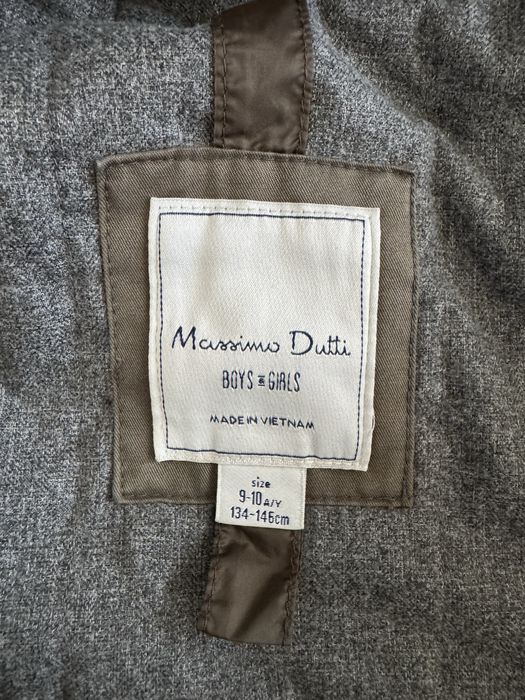 Massimo Dutti
BOYS & GIRLS
MADE IN VIETNAM
size
9-10 A/Y
134-146cm